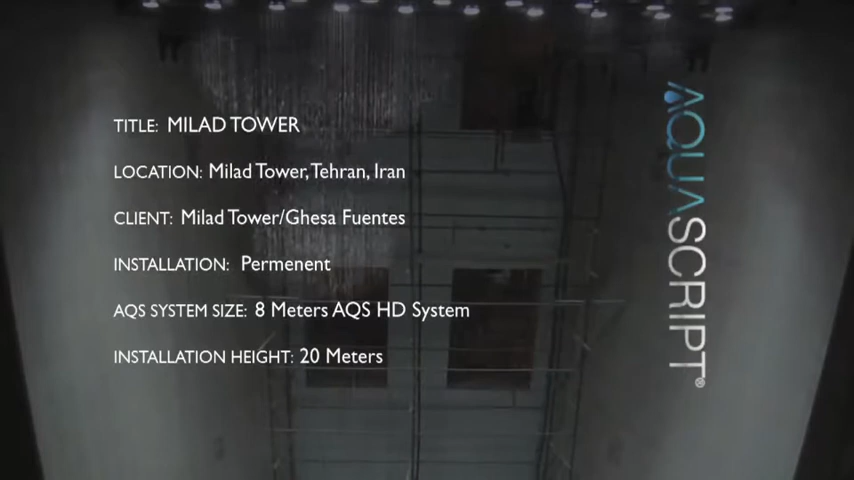 TITLE: MILAD TOWER
LOCATION: Milad Tower, Tehran, Iran
CLIENT: Milad Tower/Ghesa Fuentes
INSTALLATION: Permenent
AQS SYSTEM SIZE: 8 Meters AQS HD System
INSTALLATION HEIGHT: 20 Meters
AQUASCRIPT®